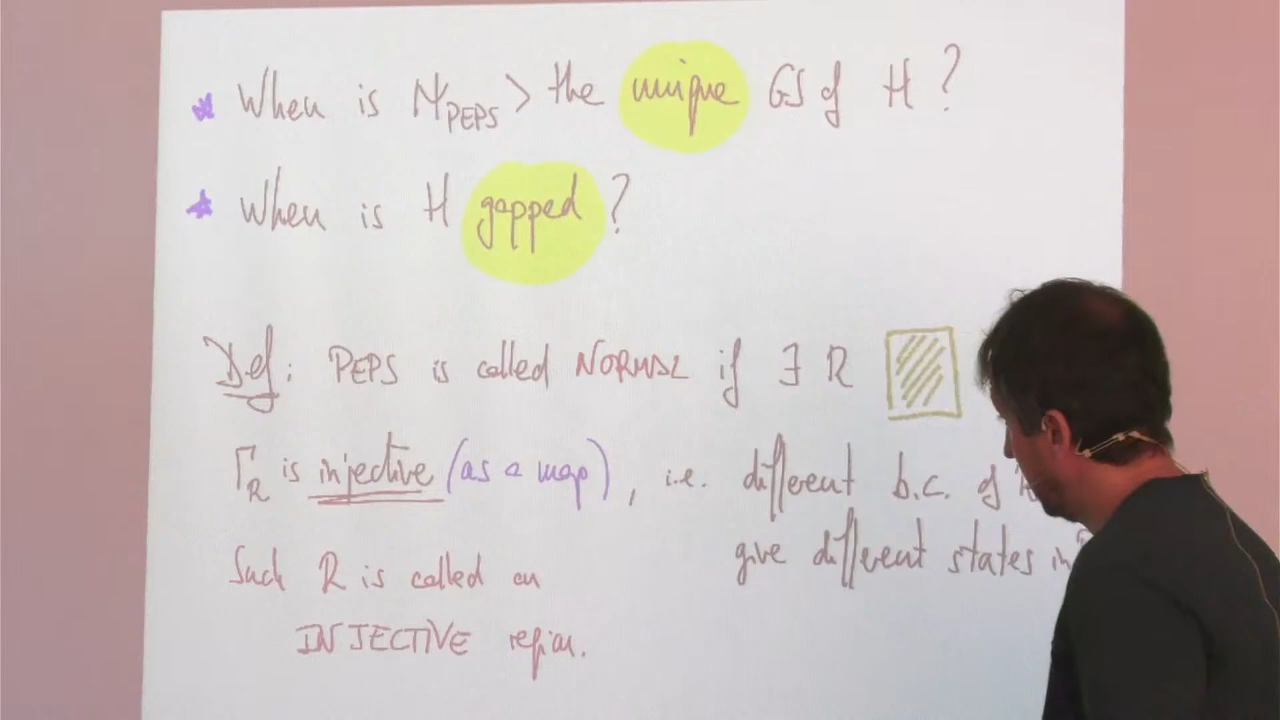 When is |Ψ_PEPS> the unique GS of H ?
When is H gapped ?
Def: PEPS is called NORMAL if ∃ R
Γ_R is injective (as a map), i.e. different b.c. of
give different states in
Such R is called an
INJECTIVE region.